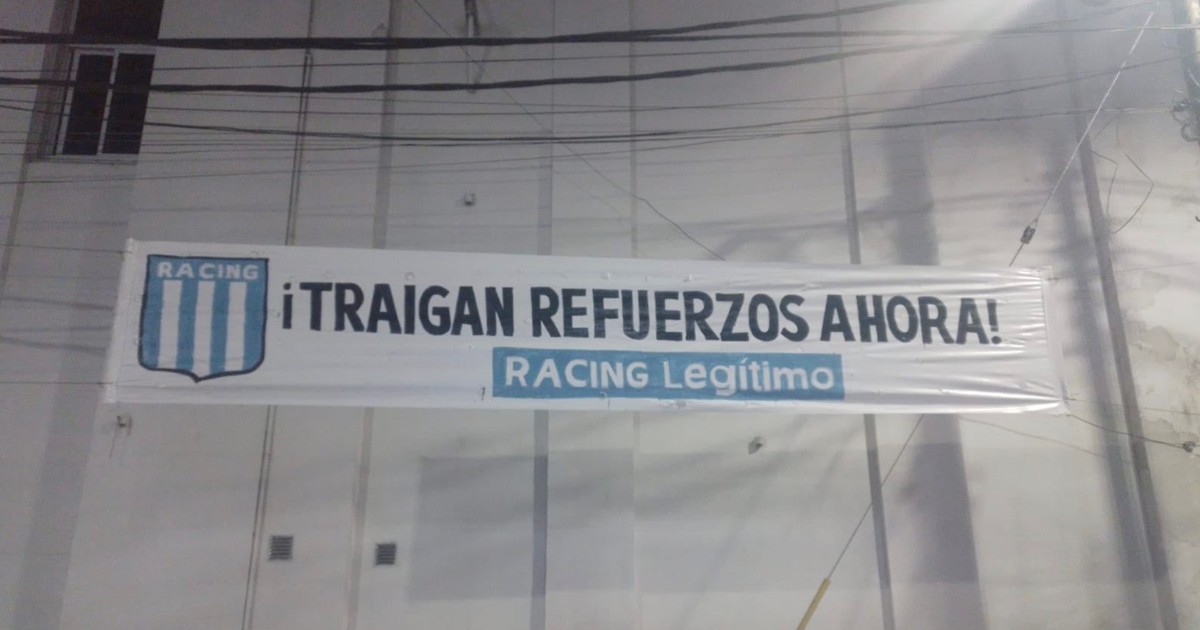 RACING
¡TRAIGAN REFUERZOS AHORA!
RACING Legítimo